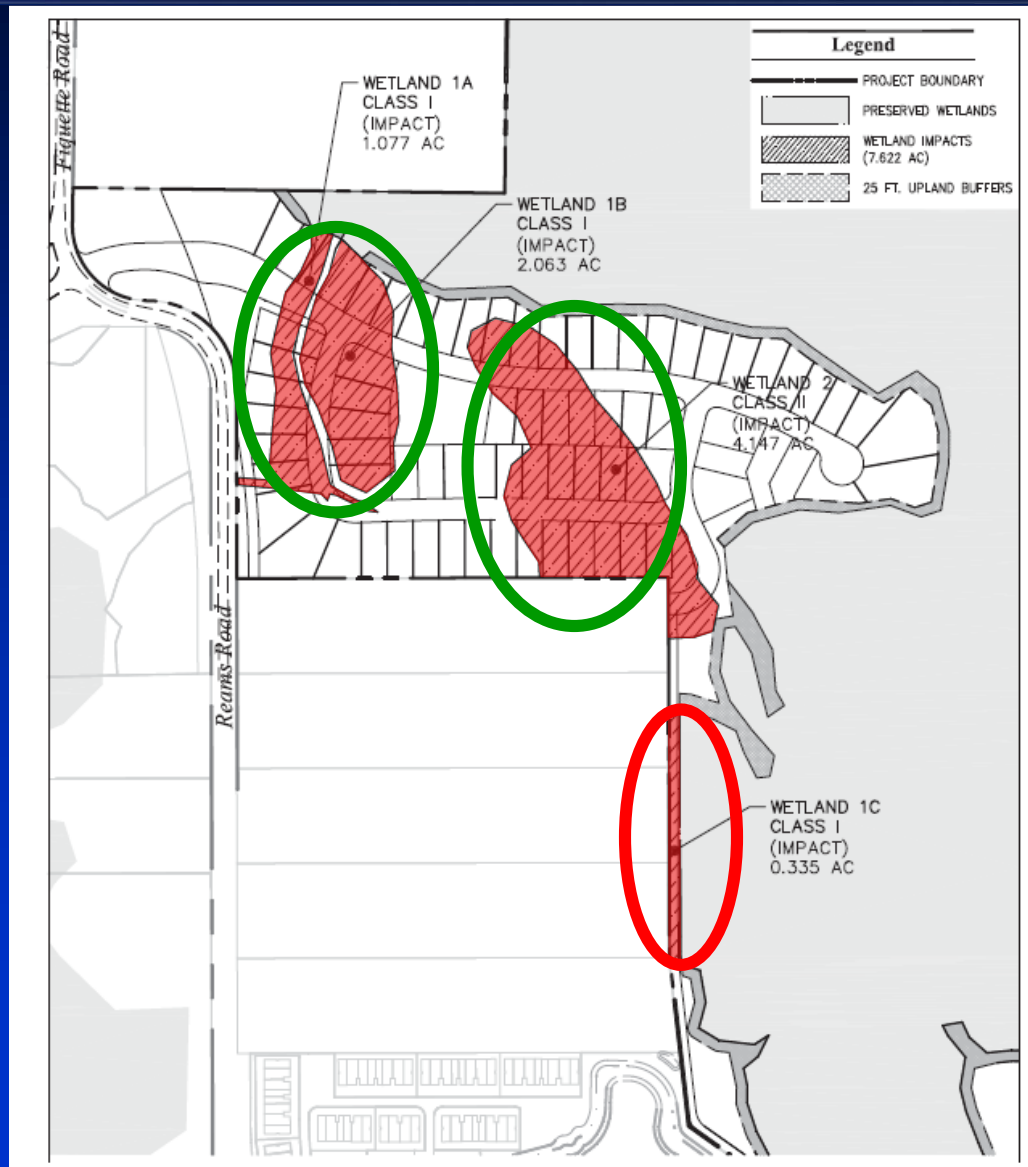 Legend
PROJECT BOUNDARY
PRESERVED WETLANDS
WETLAND IMPACTS
(7.622 AC)
25 FT. UPLAND BUFFERS
Fiquette Road
WETLAND 1A
CLASS I
(IMPACT)
1.077 AC
WETLAND 1B
CLASS I
(IMPACT)
2.063 AC
WETLAND 2
CLASS II
(IMPACT)
4.147 AC
Reams Road
WETLAND 1C
CLASS I
(IMPACT)
0.335 AC